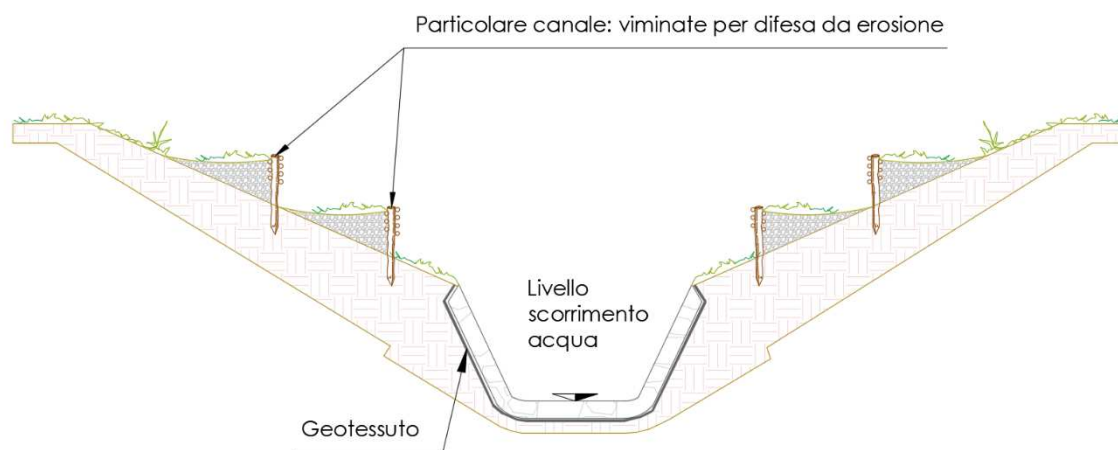 Particolare canale: viminate per difesa da erosione
Livello
scorrimento
acqua
Geotessuto